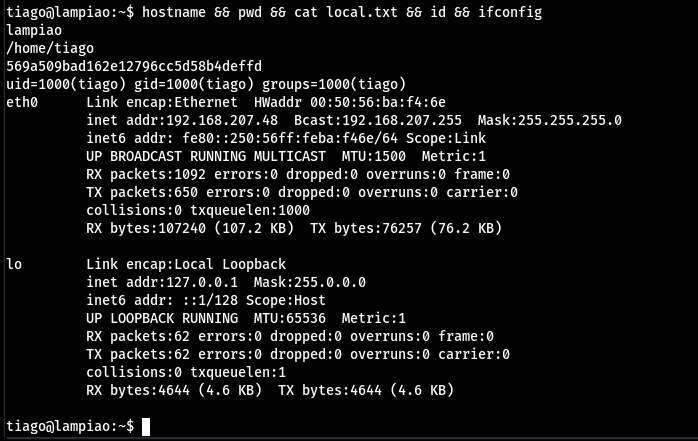 tiago@lampiao:~$ hostname && pwd && cat local.txt && id && ifconfig
lampiao
/home/tiago
569a509bad162e12796cc5d58b4deffd
uid=1000(tiago) gid=1000(tiago) groups=1000(tiago)
eth0      Link encap:Ethernet  HWaddr 00:50:56:ba:f4:6e
          inet addr:192.168.207.48  Bcast:192.168.207.255  Mask:255.255.255.0
          inet6 addr: fe80::250:56ff:feba:f46e/64 Scope:Link
          UP BROADCAST RUNNING MULTICAST  MTU:1500  Metric:1
          RX packets:1092 errors:0 dropped:0 overruns:0 frame:0
          TX packets:650 errors:0 dropped:0 overruns:0 carrier:0
          collisions:0 txqueuelen:1000
          RX bytes:107240 (107.2 KB)  TX bytes:76257 (76.2 KB)

lo        Link encap:Local Loopback
          inet addr:127.0.0.1  Mask:255.0.0.0
          inet6 addr: ::1/128 Scope:Host
          UP LOOPBACK RUNNING  MTU:65536  Metric:1
          RX packets:62 errors:0 dropped:0 overruns:0 frame:0
          TX packets:62 errors:0 dropped:0 overruns:0 carrier:0
          collisions:0 txqueuelen:1
          RX bytes:4644 (4.6 KB)  TX bytes:4644 (4.6 KB)

tiago@lampiao:~$